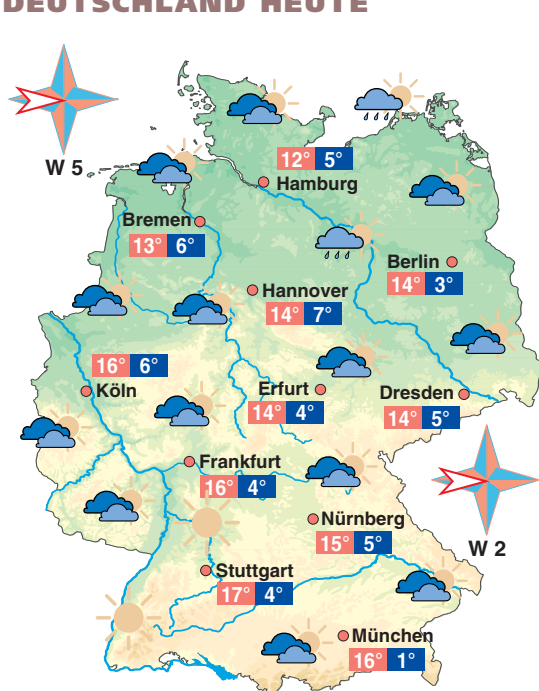 DEUTSCHLAND HEUTE
W 5
12° 5°
Hamburg
Bremen
13° 6°
Berlin
14° 3°
Hannover
14° 7°
16° 6°
Köln
Erfurt
14° 4°
Dresden
14° 5°
Frankfurt
16° 4°
Nürnberg
15° 5°
W 2
Stuttgart
17° 4°
München
16° 1°